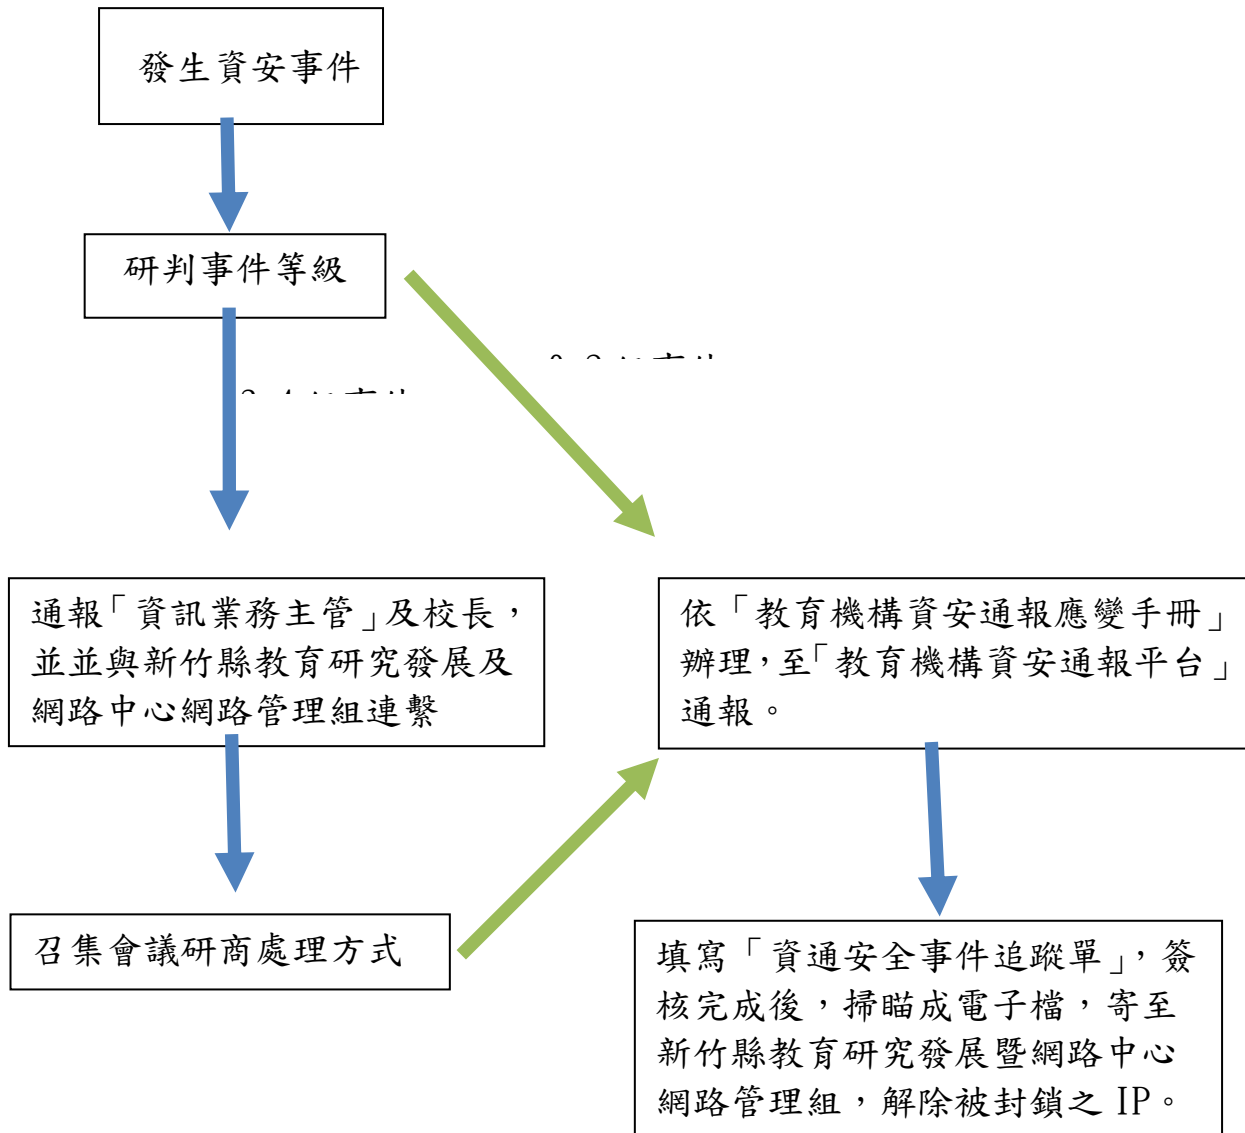 發生資安事件
研判事件等級
通報「資訊業務主管」及校長，
並並與新竹縣教育研究發展及
網路中心網路管理組連繫
依「教育機構資安通報應變手冊」
辦理，至「教育機構資安通報平台」
通報。
召集會議研商處理方式
填寫「資通安全事件追蹤單」，簽
核完成後，掃瞄成電子檔，寄至
新竹縣教育研究發展暨網路中心
網路管理組，解除被封鎖之 IP。